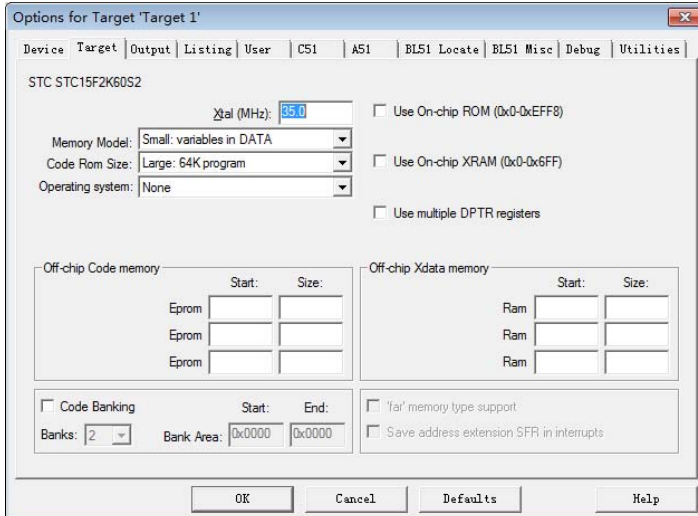 Options for Target 'Target 1'
Device Target Output Listing User C51 A51 BL51 Locate BL51 Misc Debug Utilities
STC STC15F2K60S2
Xtal (MHz): 35.0
Use On-chip ROM (0x0-0xEFF8)
Memory Model: Small: variables in DATA
Code Rom Size: Large: 64K program
Use On-chip XRAM (0x0-0x6FF)
Operating system: None
Use multiple DPTR registers
Off-chip Code memory
Start: Size:
Eprom
Eprom
Eprom
Off-chip Xdata memory
Start: Size:
Ram
Ram
Ram
Code Banking Start: End:
Banks: 2 Bank Area: 0x0000 0x0000
'far' memory type support
Save address extension SFR in interrupts
OK Cancel Defaults Help